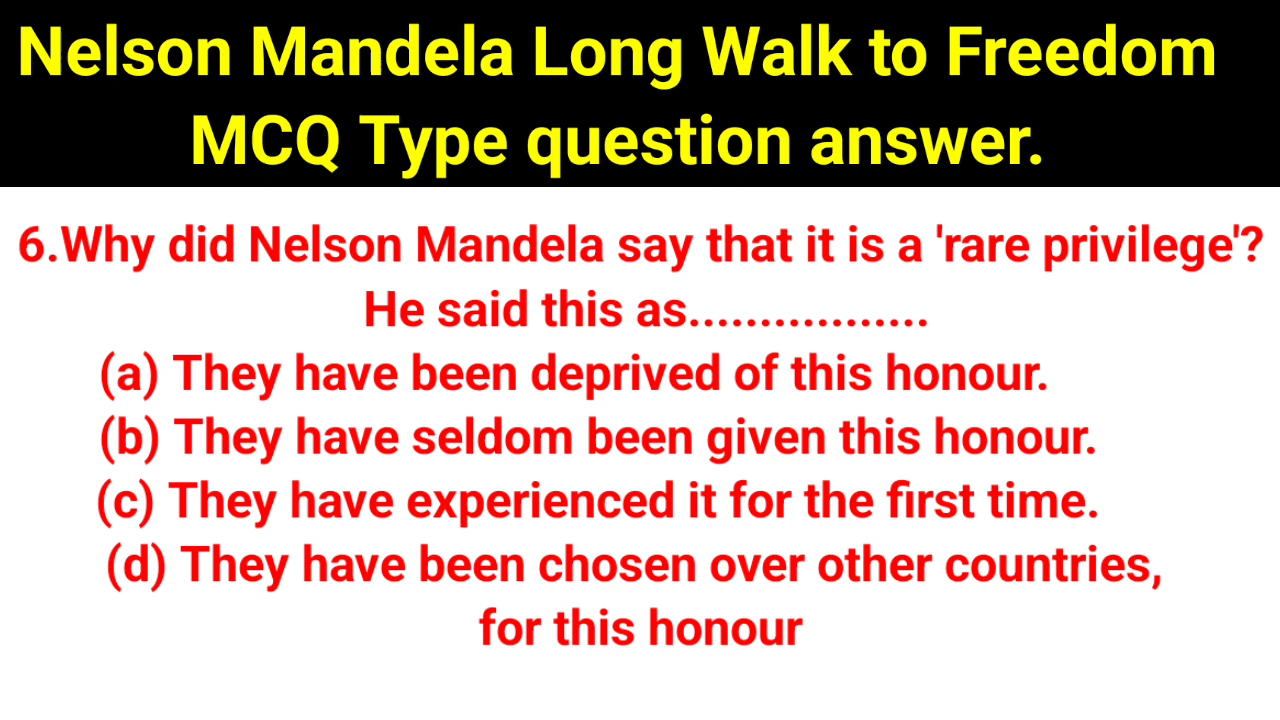 Nelson Mandela Long Walk to Freedom
MCQ Type question answer.
6.Why did Nelson Mandela say that it is a 'rare privilege'?
He said this as.................
(a) They have been deprived of this honour.
(b) They have seldom been given this honour.
(c) They have experienced it for the first time.
(d) They have been chosen over other countries,
for this honour